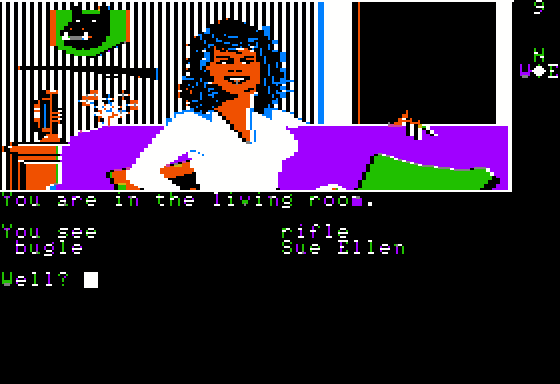 9
N
W E
You are in the living room.
You see rifle
bugle Sue Ellen
Well?